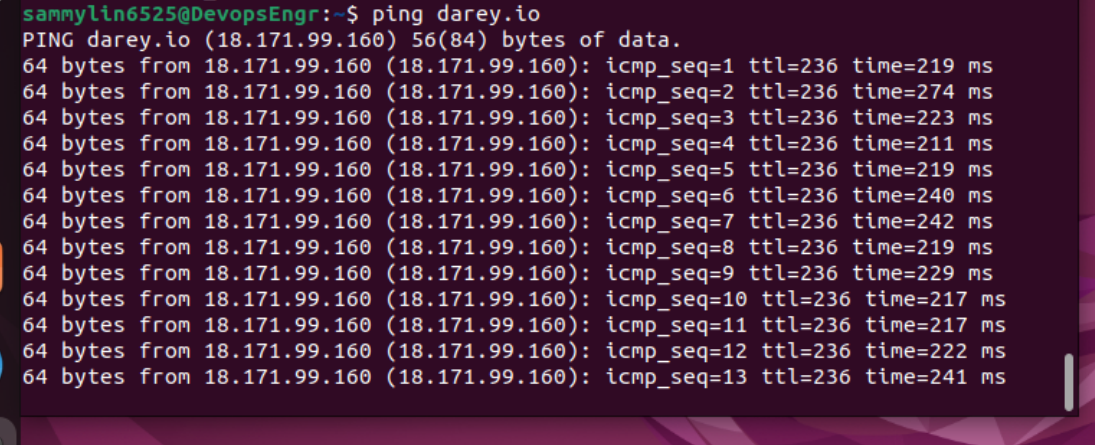 sammylin6525@DevopsEngr:~$ ping darey.io
PING darey.io (18.171.99.160) 56(84) bytes of data.
64 bytes from 18.171.99.160 (18.171.99.160): icmp_seq=1 ttl=236 time=219 ms
64 bytes from 18.171.99.160 (18.171.99.160): icmp_seq=2 ttl=236 time=274 ms
64 bytes from 18.171.99.160 (18.171.99.160): icmp_seq=3 ttl=236 time=223 ms
64 bytes from 18.171.99.160 (18.171.99.160): icmp_seq=4 ttl=236 time=211 ms
64 bytes from 18.171.99.160 (18.171.99.160): icmp_seq=5 ttl=236 time=219 ms
64 bytes from 18.171.99.160 (18.171.99.160): icmp_seq=6 ttl=236 time=240 ms
64 bytes from 18.171.99.160 (18.171.99.160): icmp_seq=7 ttl=236 time=242 ms
64 bytes from 18.171.99.160 (18.171.99.160): icmp_seq=8 ttl=236 time=219 ms
64 bytes from 18.171.99.160 (18.171.99.160): icmp_seq=9 ttl=236 time=229 ms
64 bytes from 18.171.99.160 (18.171.99.160): icmp_seq=10 ttl=236 time=217 ms
64 bytes from 18.171.99.160 (18.171.99.160): icmp_seq=11 ttl=236 time=217 ms
64 bytes from 18.171.99.160 (18.171.99.160): icmp_seq=12 ttl=236 time=222 ms
64 bytes from 18.171.99.160 (18.171.99.160): icmp_seq=13 ttl=236 time=241 ms